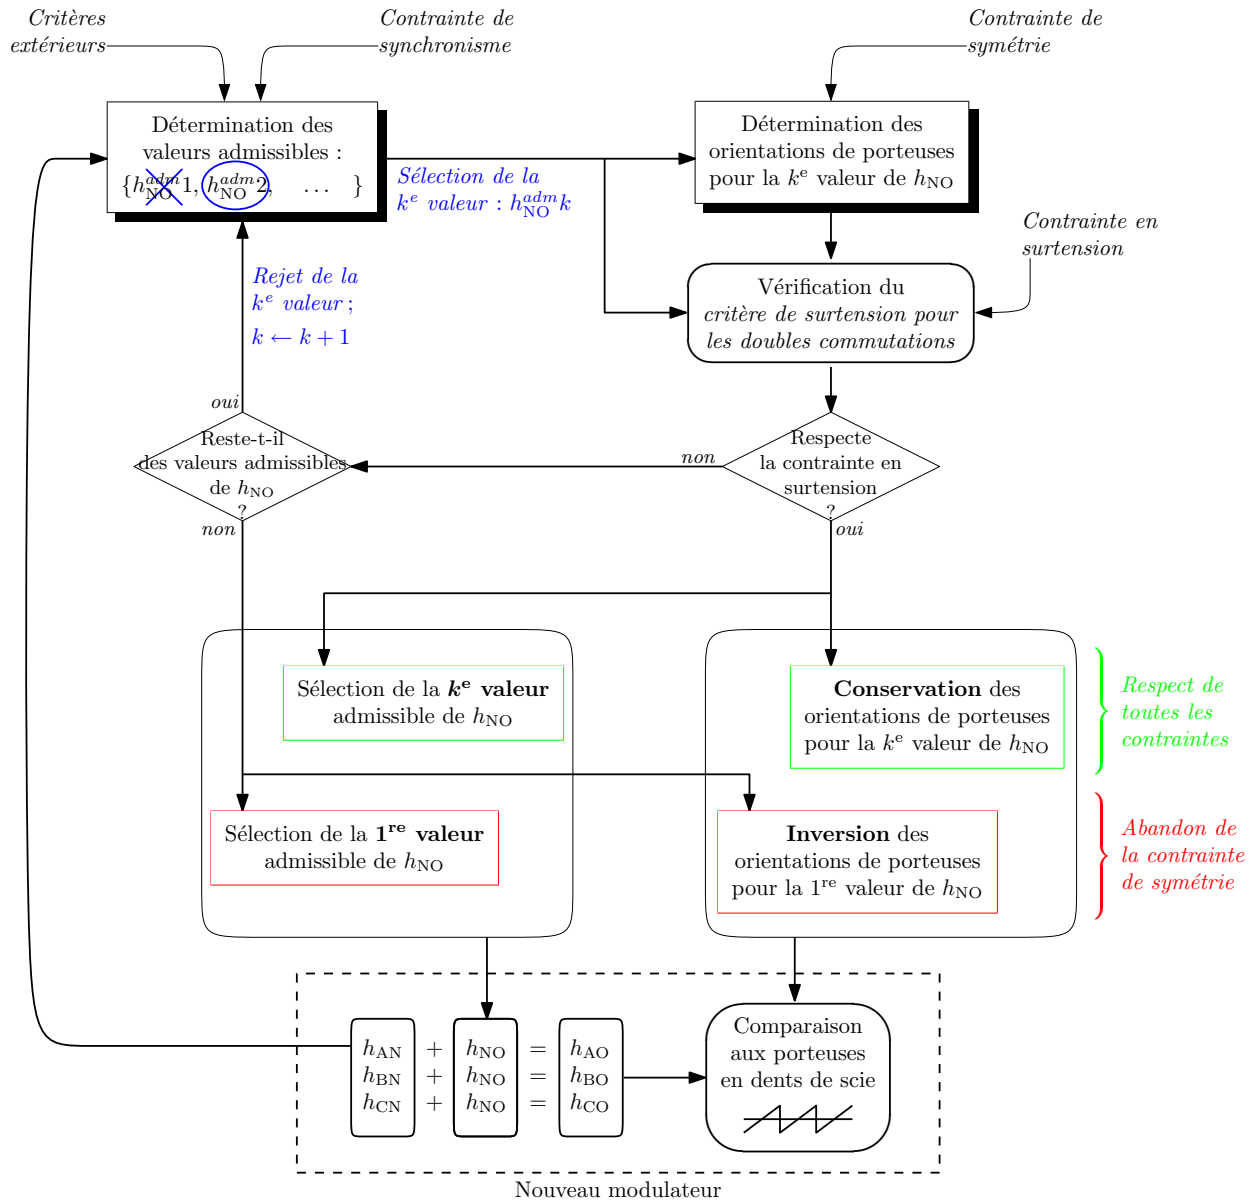 Critères
extérieurs
Contrainte de
synchronisme
Contrainte de
symétrie
Détermination des
valeurs admissibles :
{h_NO^adm 1, h_NO^adm 2, … }
Sélection de la
k^e valeur : h_NO^adm k
Détermination des
orientations de porteuses
pour la k^e valeur de h_NO
Contrainte en
surtension
Rejet de la
k^e valeur ;
k ← k + 1
Vérification du
critère de surtension pour
les doubles commutations
oui
Reste-t-il
des valeurs admissibles
de h_NO
?
non
non
Respecte
la contrainte en
surtension
?
oui
Sélection de la k^e valeur
admissible de h_NO
Conservation des
orientations de porteuses
pour la k^e valeur de h_NO
Respect de
toutes les
contraintes
Sélection de la 1^re valeur
admissible de h_NO
Inversion des
orientations de porteuses
pour la 1^re valeur de h_NO
Abandon de
la contrainte
de symétrie
h_AN + h_NO = h_AO
h_BN + h_NO = h_BO
h_CN + h_NO = h_CO
Comparaison
aux porteuses
en dents de scie
Nouveau modulateur